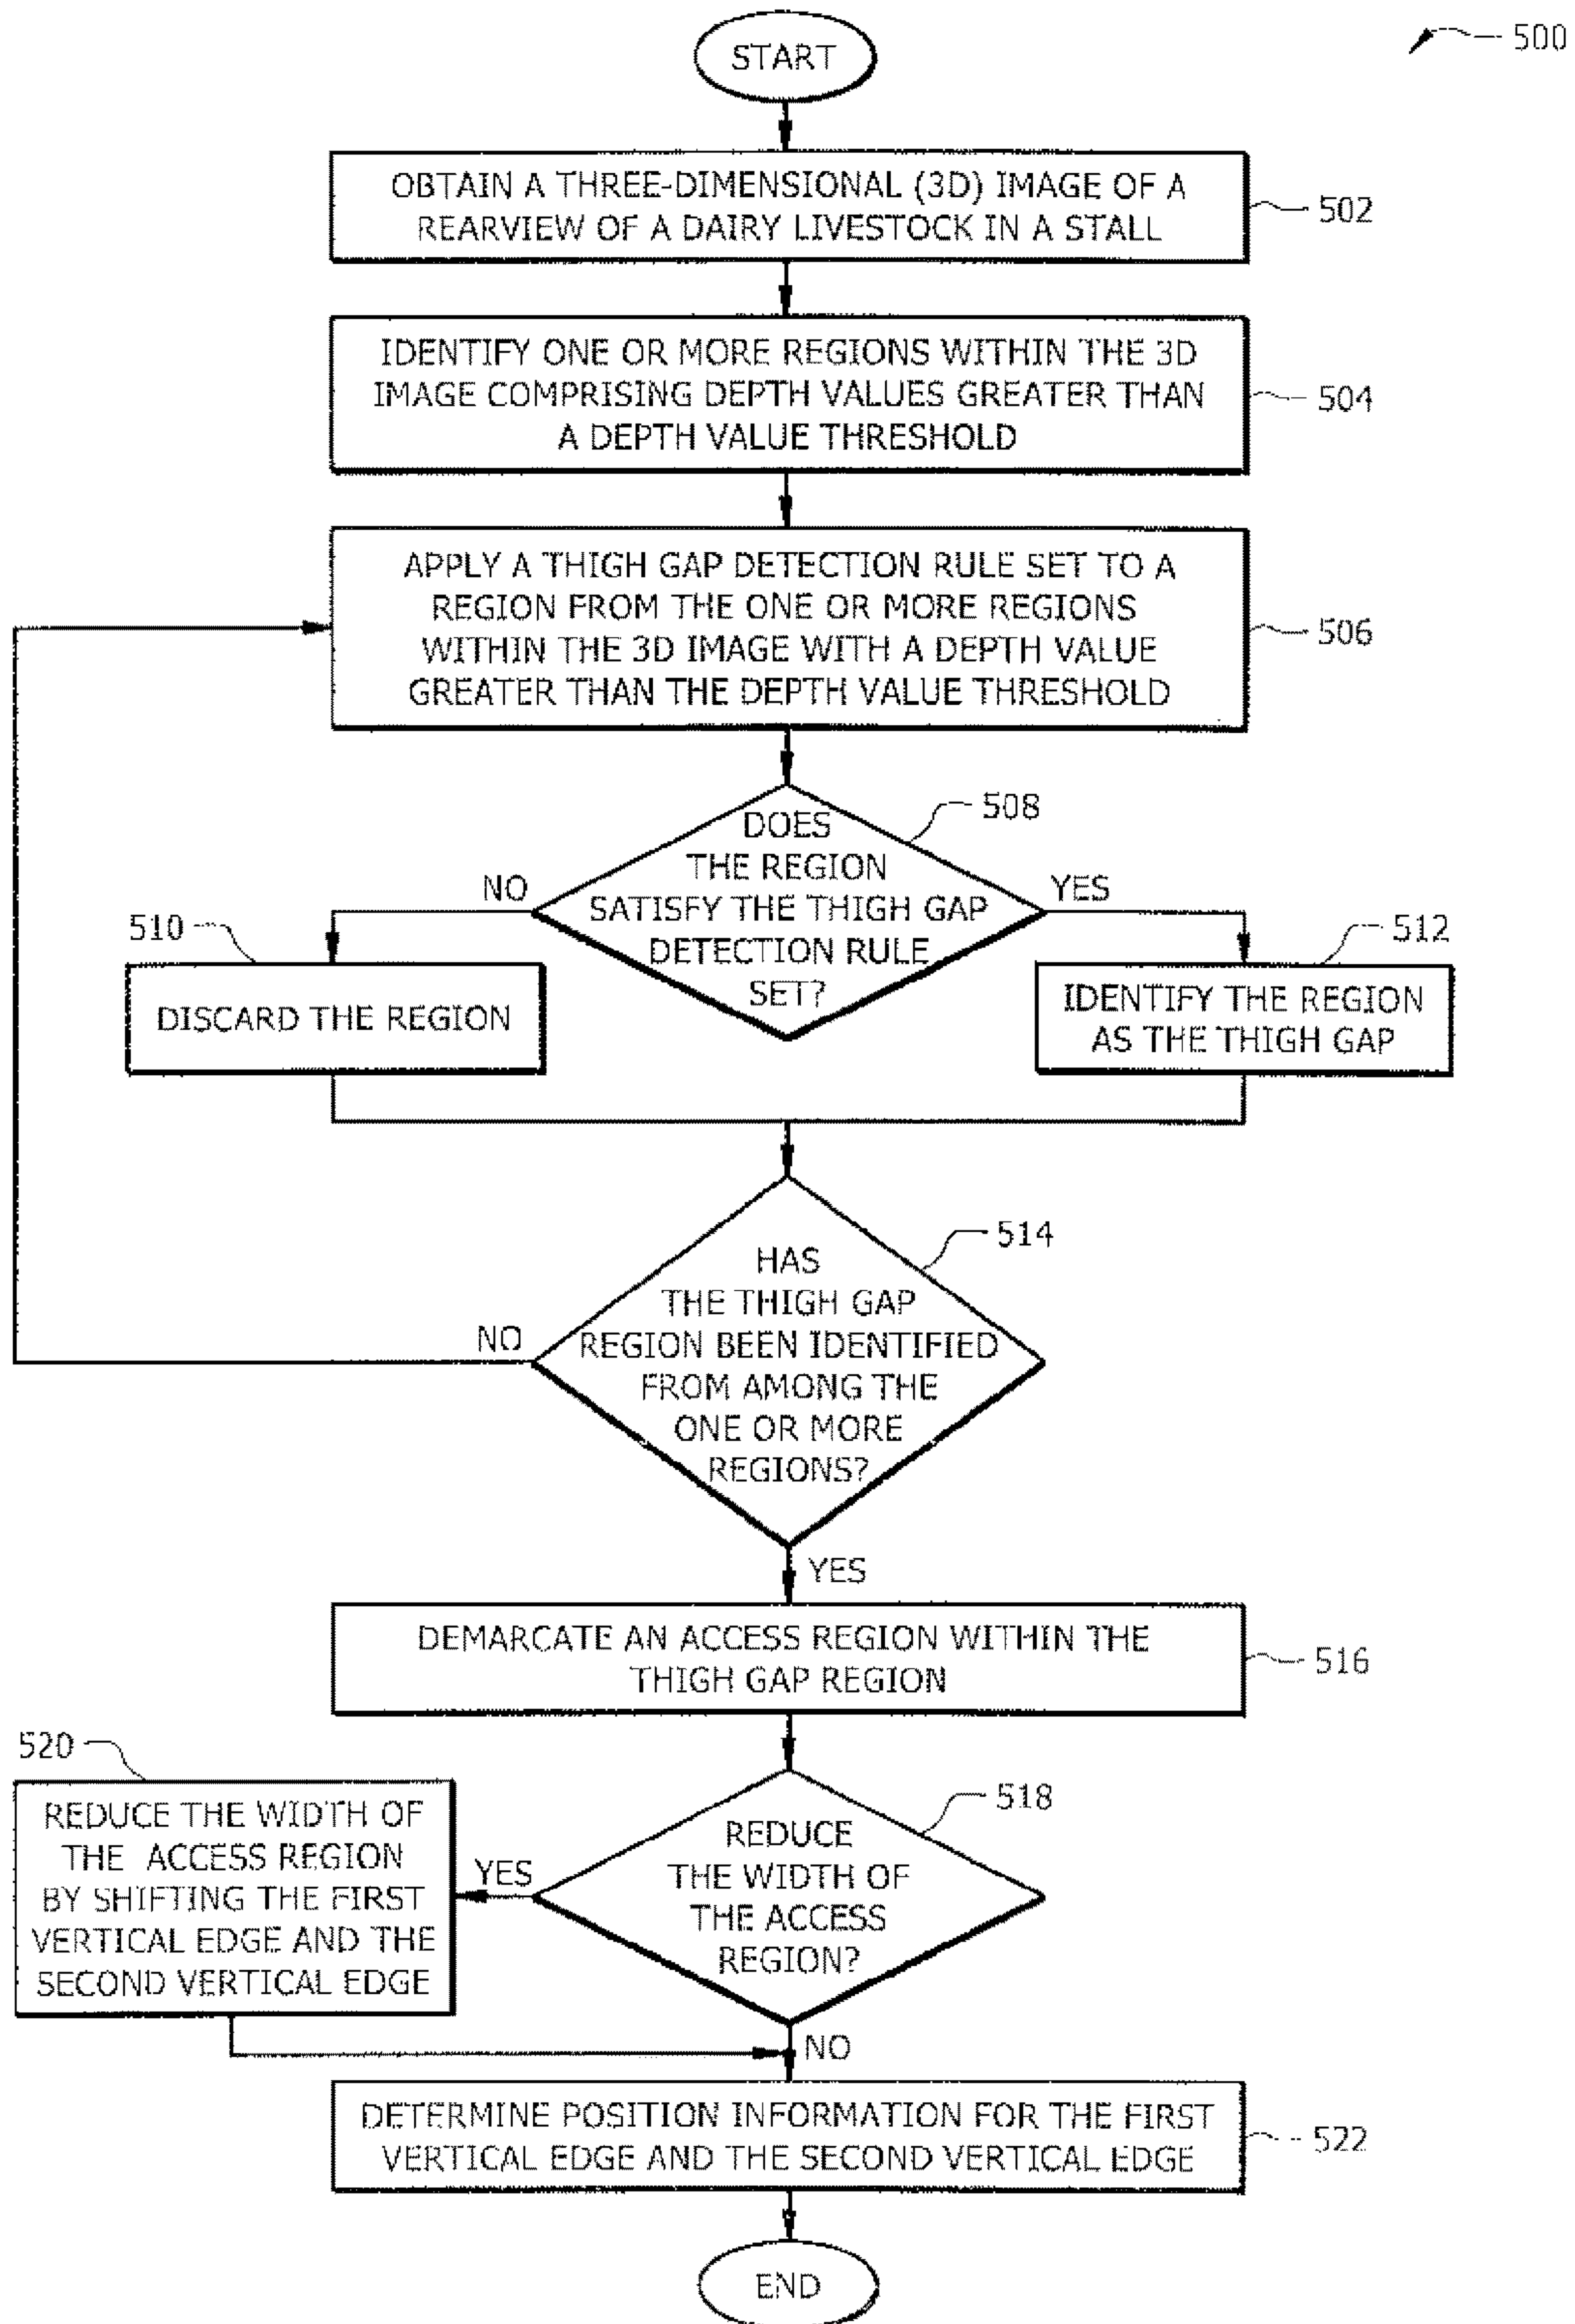 500
START
OBTAIN A THREE-DIMENSIONAL (3D) IMAGE OF A
REARVIEW OF A DAIRY LIVESTOCK IN A STALL
502
IDENTIFY ONE OR MORE REGIONS WITHIN THE 3D
IMAGE COMPRISING DEPTH VALUES GREATER THAN
A DEPTH VALUE THRESHOLD
504
APPLY A THIGH GAP DETECTION RULE SET TO A
REGION FROM THE ONE OR MORE REGIONS
WITHIN THE 3D IMAGE WITH A DEPTH VALUE
GREATER THAN THE DEPTH VALUE THRESHOLD
506
DOES
THE REGION
SATISFY THE THIGH GAP
DETECTION RULE
SET?
508
NO
YES
510
DISCARD THE REGION
512
IDENTIFY THE REGION
AS THE THIGH GAP
HAS
THE THIGH GAP
REGION BEEN IDENTIFIED
FROM AMONG THE
ONE OR MORE
REGIONS?
514
NO
YES
DEMARCATE AN ACCESS REGION WITHIN THE
THIGH GAP REGION
516
REDUCE
THE WIDTH OF
THE ACCESS
REGION?
518
YES
520
REDUCE THE WIDTH OF
THE ACCESS REGION
BY SHIFTING THE FIRST
VERTICAL EDGE AND THE
SECOND VERTICAL EDGE
NO
DETERMINE POSITION INFORMATION FOR THE FIRST
VERTICAL EDGE AND THE SECOND VERTICAL EDGE
522
END